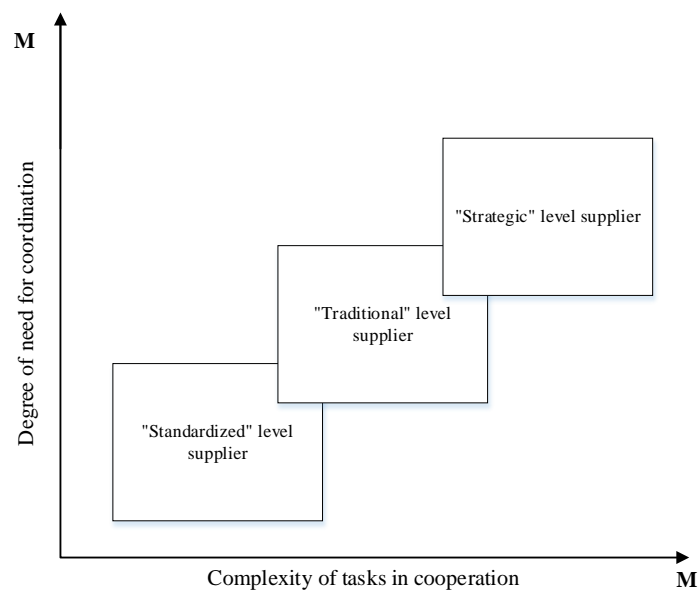 M
Degree of need for coordination
"Strategic" level supplier
"Traditional" level
supplier
"Standardized" level
supplier
Complexity of tasks in cooperation
M